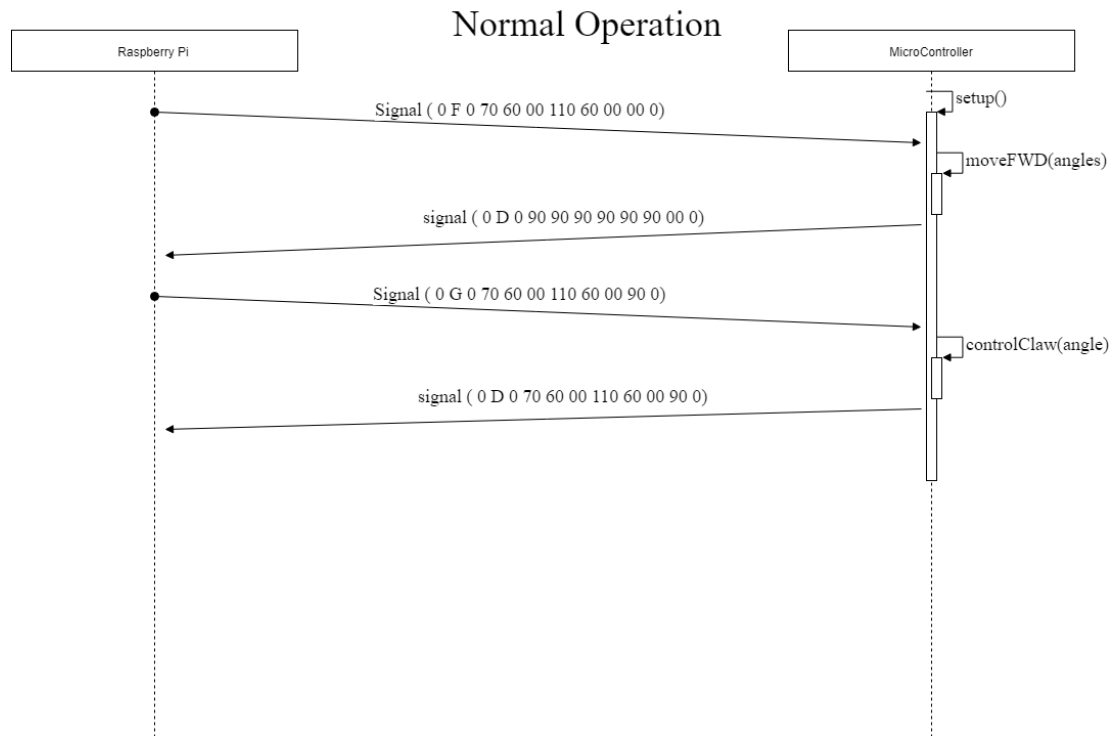 Normal Operation
Raspberry Pi
MicroController
setup()
Signal ( 0 F 0 70 60 00 110 60 00 00 0)
moveFWD(angles)
signal ( 0 D 0 90 90 90 90 90 90 00 0)
Signal ( 0 G 0 70 60 00 110 60 00 90 0)
controlClaw(angle)
signal ( 0 D 0 70 60 00 110 60 00 90 0)